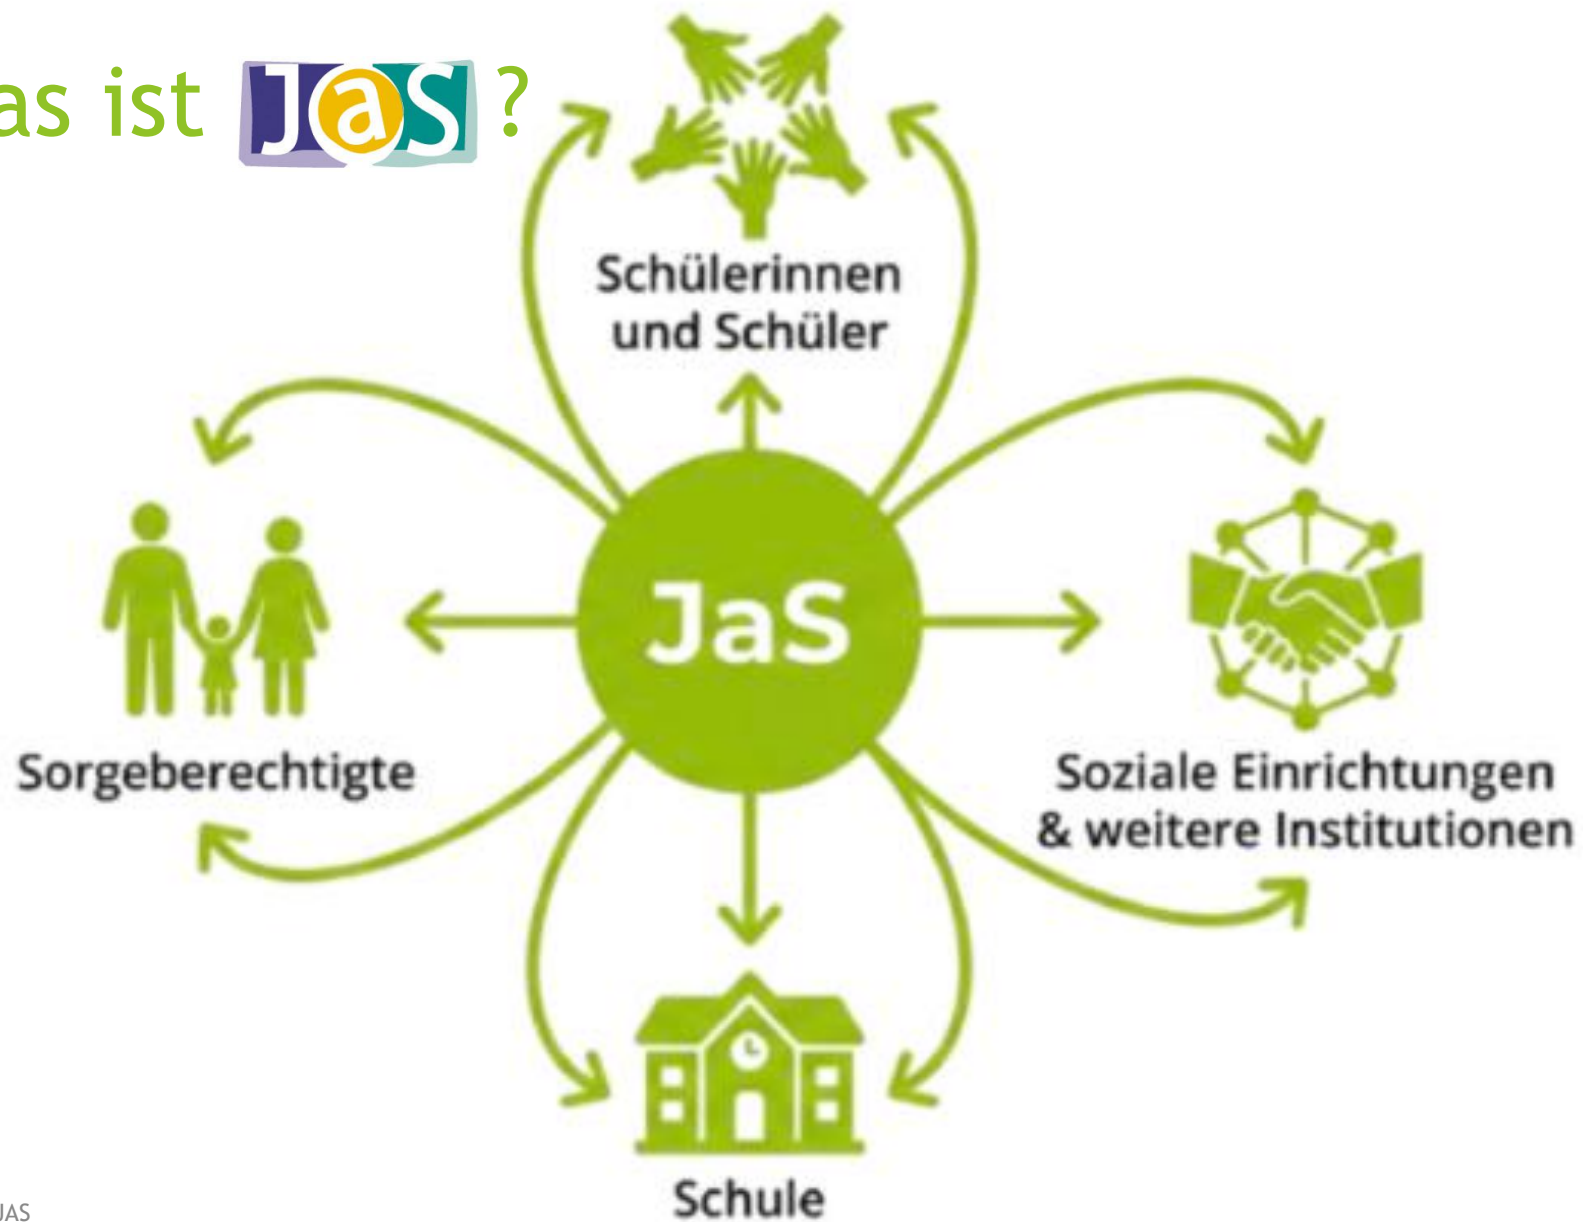 as ist JaS ?
Schülerinnen
und Schüler
JaS
Sorgeberechtigte
Soziale Einrichtungen
& weitere Institutionen
Schule
JAS